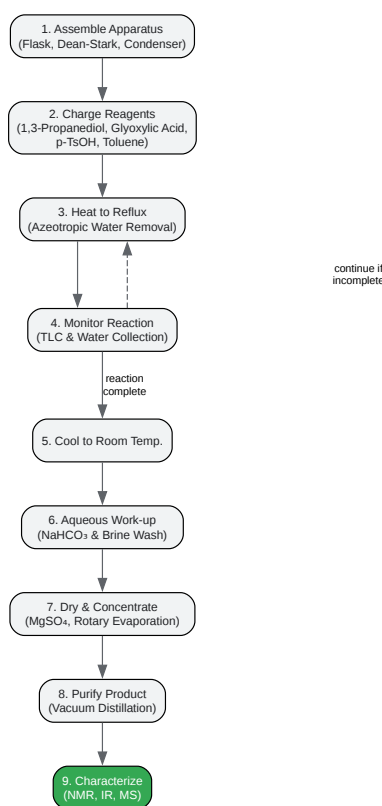 1. Assemble Apparatus
(Flask, Dean-Stark, Condenser)
2. Charge Reagents
(1,3-Propanediol, Glyoxylic Acid,
p-TsOH, Toluene)
3. Heat to Reflux
(Azeotropic Water Removal)
continue if
incomplete
4. Monitor Reaction
(TLC & Water Collection)
reaction
complete
5. Cool to Room Temp.
6. Aqueous Work-up
(NaHCO₃ & Brine Wash)
7. Dry & Concentrate
(MgSO₄, Rotary Evaporation)
8. Purify Product
(Vacuum Distillation)
9. Characterize
(NMR, IR, MS)